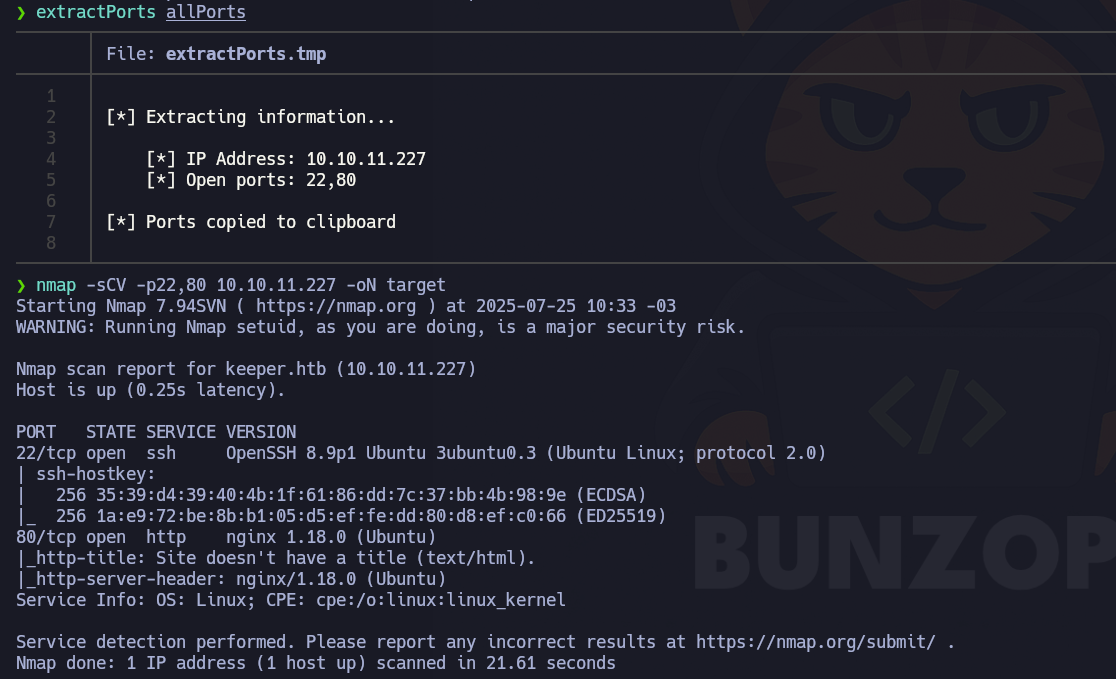 ❯ extractPorts allPorts
File: extractPorts.tmp
1
2 [*] Extracting information...
3
4 [*] IP Address: 10.10.11.227
5 [*] Open ports: 22,80
6
7 [*] Ports copied to clipboard
8
❯ nmap -sCV -p22,80 10.10.11.227 -oN target
Starting Nmap 7.94SVN ( https://nmap.org ) at 2025-07-25 10:33 -03
WARNING: Running Nmap setuid, as you are doing, is a major security risk.
Nmap scan report for keeper.htb (10.10.11.227)
Host is up (0.25s latency).
PORT   STATE SERVICE VERSION
22/tcp open  ssh     OpenSSH 8.9p1 Ubuntu 3ubuntu0.3 (Ubuntu Linux; protocol 2.0)
| ssh-hostkey:
|   256 35:39:d4:39:40:4b:1f:61:86:dd:7c:37:bb:4b:98:9e (ECDSA)
|_  256 1a:e9:72:be:8b:b1:05:d5:ef:fe:dd:80:d8:ef:c0:66 (ED25519)
80/tcp open  http    nginx 1.18.0 (Ubuntu)
|_http-title: Site doesn't have a title (text/html).
|_http-server-header: nginx/1.18.0 (Ubuntu)
Service Info: OS: Linux; CPE: cpe:/o:linux:linux_kernel
Service detection performed. Please report any incorrect results at https://nmap.org/submit/ .
Nmap done: 1 IP address (1 host up) scanned in 21.61 seconds
</> 
BUNZOP